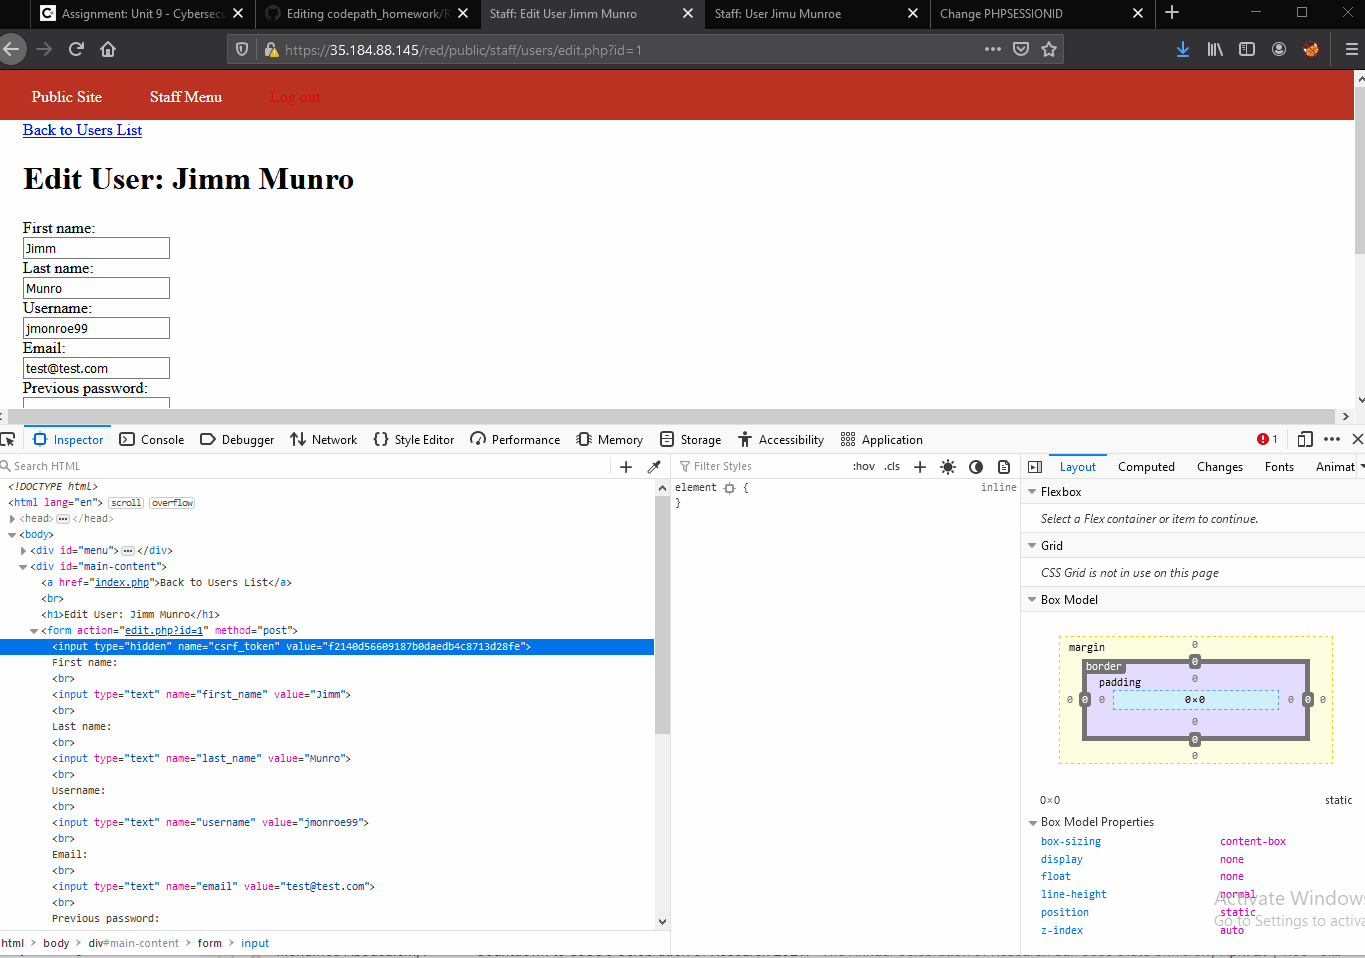 Assignment: Unit 9 - Cybersecu
Editing codepath_homework/R
Staff: Edit User Jimm Munro
Staff: User Jimu Munroe
Change PHPSESSIONID
https://35.184.88.145/red/public/staff/users/edit.php?id=1
Public Site
Staff Menu
Log out
Back to Users List
Edit User: Jimm Munro
First name:
Jimm
Last name:
Munro
Username:
jmonroe99
Email:
test@test.com
Previous password:
Inspector
Console
Debugger
Network
Style Editor
Performance
Memory
Storage
Accessibility
Application
1
Search HTML
Filter Styles
:hov .cls
Layout
Computed
Changes
Fonts
Animat
<!DOCTYPE html>
<html lang="en"> scroll overflow
<head> ••• </head>
<body>
<div id="menu"> ••• </div>
<div id="main-content">
<a href="index.php">Back to Users List</a>
<br>
<h1>Edit User: Jimm Munro</h1>
<form action="edit.php?id=1" method="post">
<input type="hidden" name="csrf_token" value="f2140d56609187b0daedb4c8713d28fe">
First name:
<br>
<input type="text" name="first_name" value="Jimm">
<br>
Last name:
<br>
<input type="text" name="last_name" value="Munro">
<br>
Username:
<br>
<input type="text" name="username" value="jmonroe99">
<br>
Email:
<br>
<input type="text" name="email" value="test@test.com">
<br>
Previous password:
html > body > div#main-content > form > input
element {
inline
}
Flexbox
Select a Flex container or item to continue.
Grid
CSS Grid is not in use on this page
Box Model
margin
0
border
0
padding
0
0 0 0 0×0 0 0 0
0
0
0
0×0
static
Box Model Properties
box-sizing content-box
display none
float none
line-height normal
position static
z-index auto
Activate Windows
Go to Settings to activa